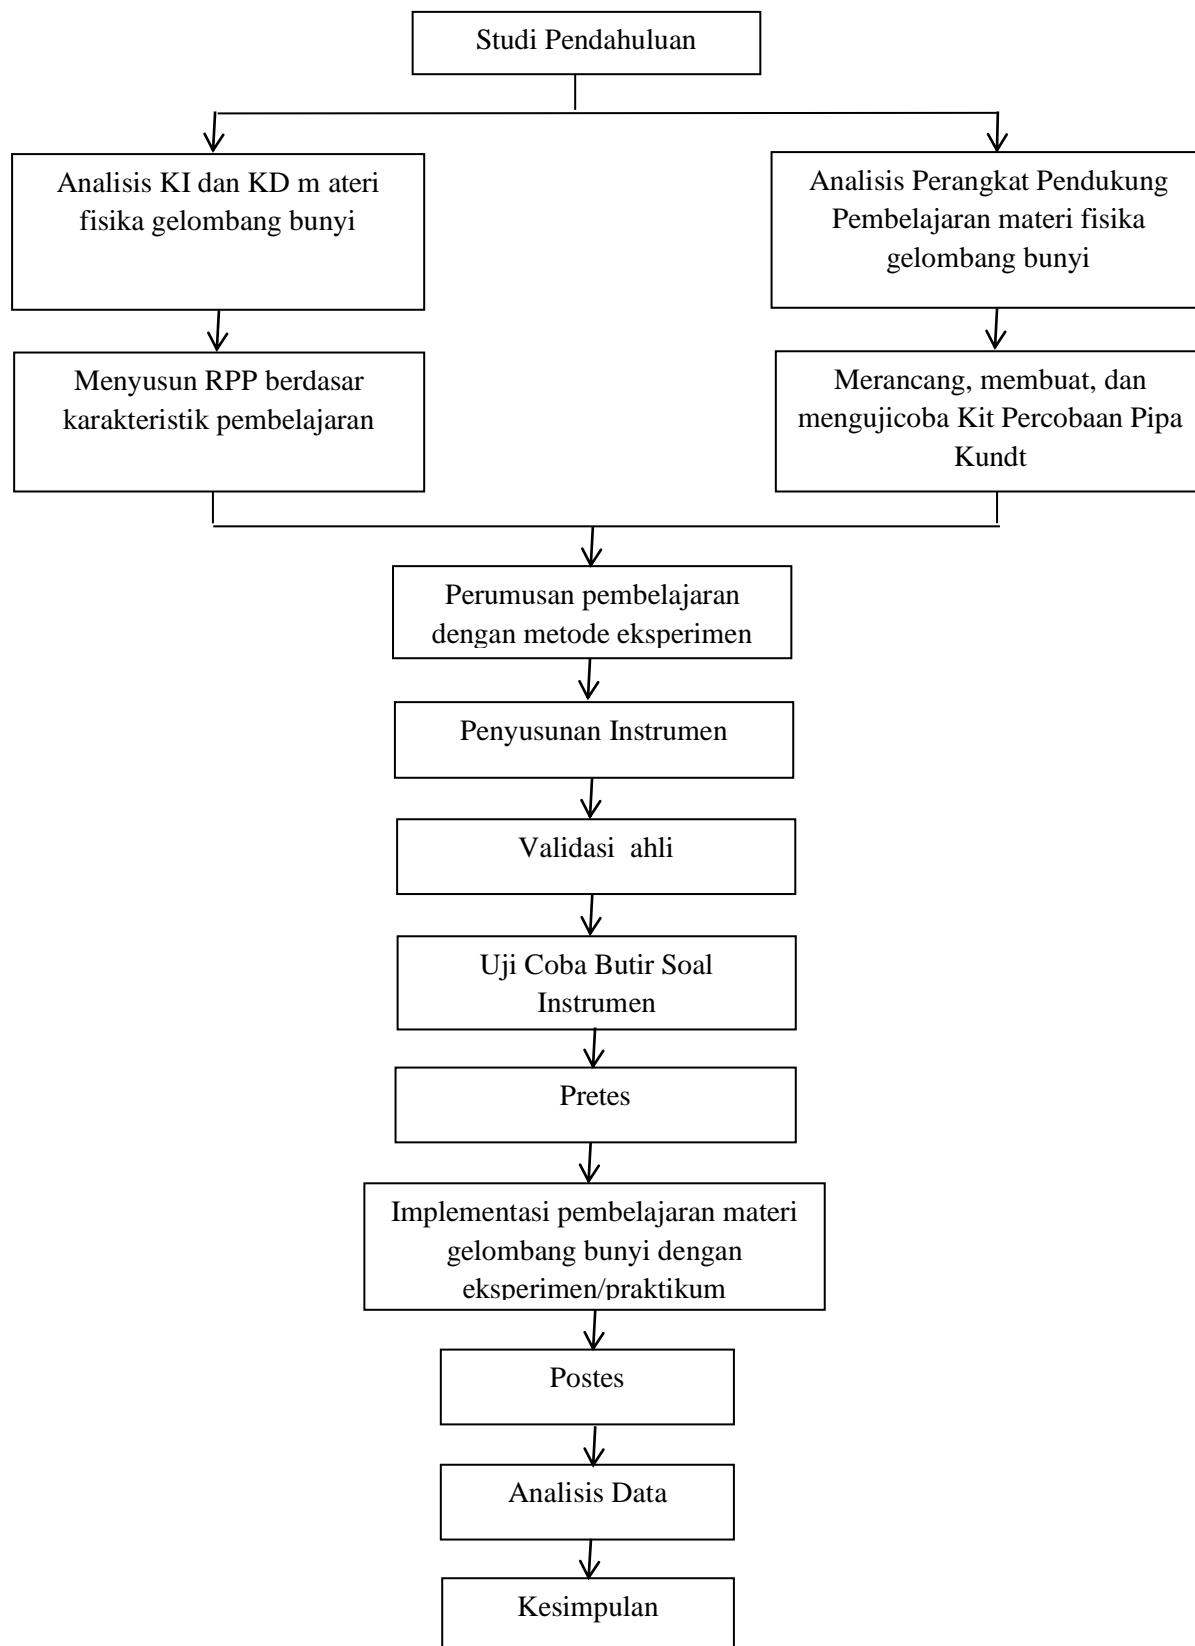 Studi Pendahuluan
Analisis KI dan KD m ateri
fisika gelombang bunyi
Analisis Perangkat Pendukung
Pembelajaran materi fisika
gelombang bunyi
Menyusun RPP berdasar
karakteristik pembelajaran
Merancang, membuat, dan
mengujicoba Kit Percobaan Pipa
Kundt
Perumusan pembelajaran
dengan metode eksperimen
Penyusunan Instrumen
Validasi  ahli
Uji Coba Butir Soal
Instrumen
Pretes
Implementasi pembelajaran materi
gelombang bunyi dengan
eksperimen/praktikum
Postes
Analisis Data
Kesimpulan